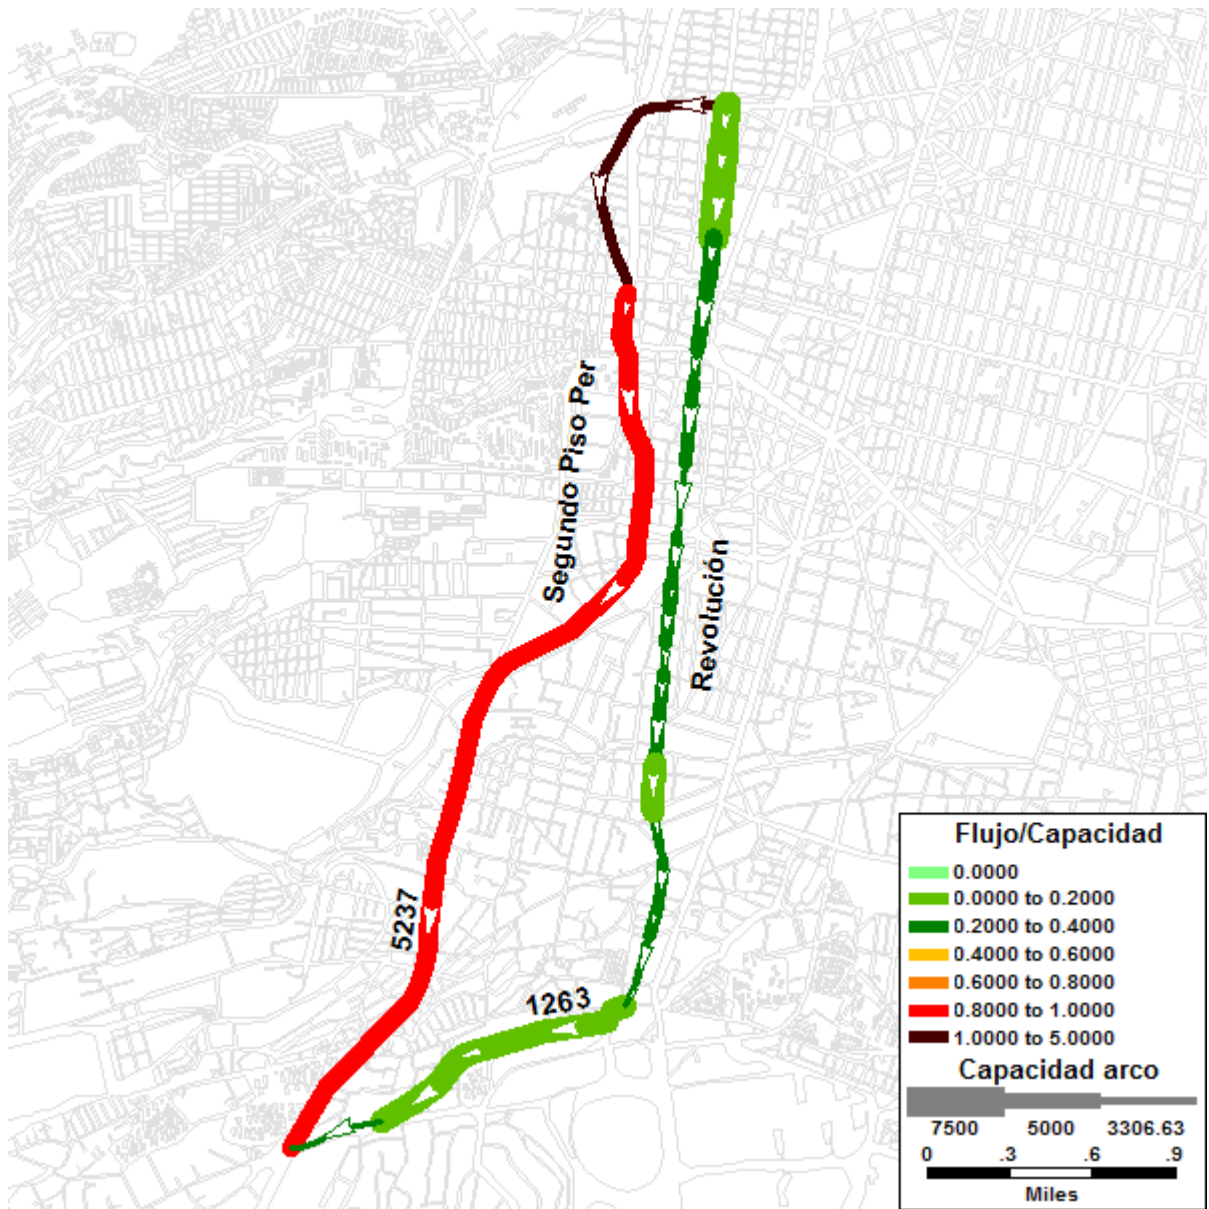 Segundo Piso Per
Revolución
5237
1263
Flujo/Capacidad
0.0000
0.0000 to 0.2000
0.2000 to 0.4000
0.4000 to 0.6000
0.6000 to 0.8000
0.8000 to 1.0000
1.0000 to 5.0000
Capacidad arco
7500 5000 3306.63
0 .3 .6 .9
Miles